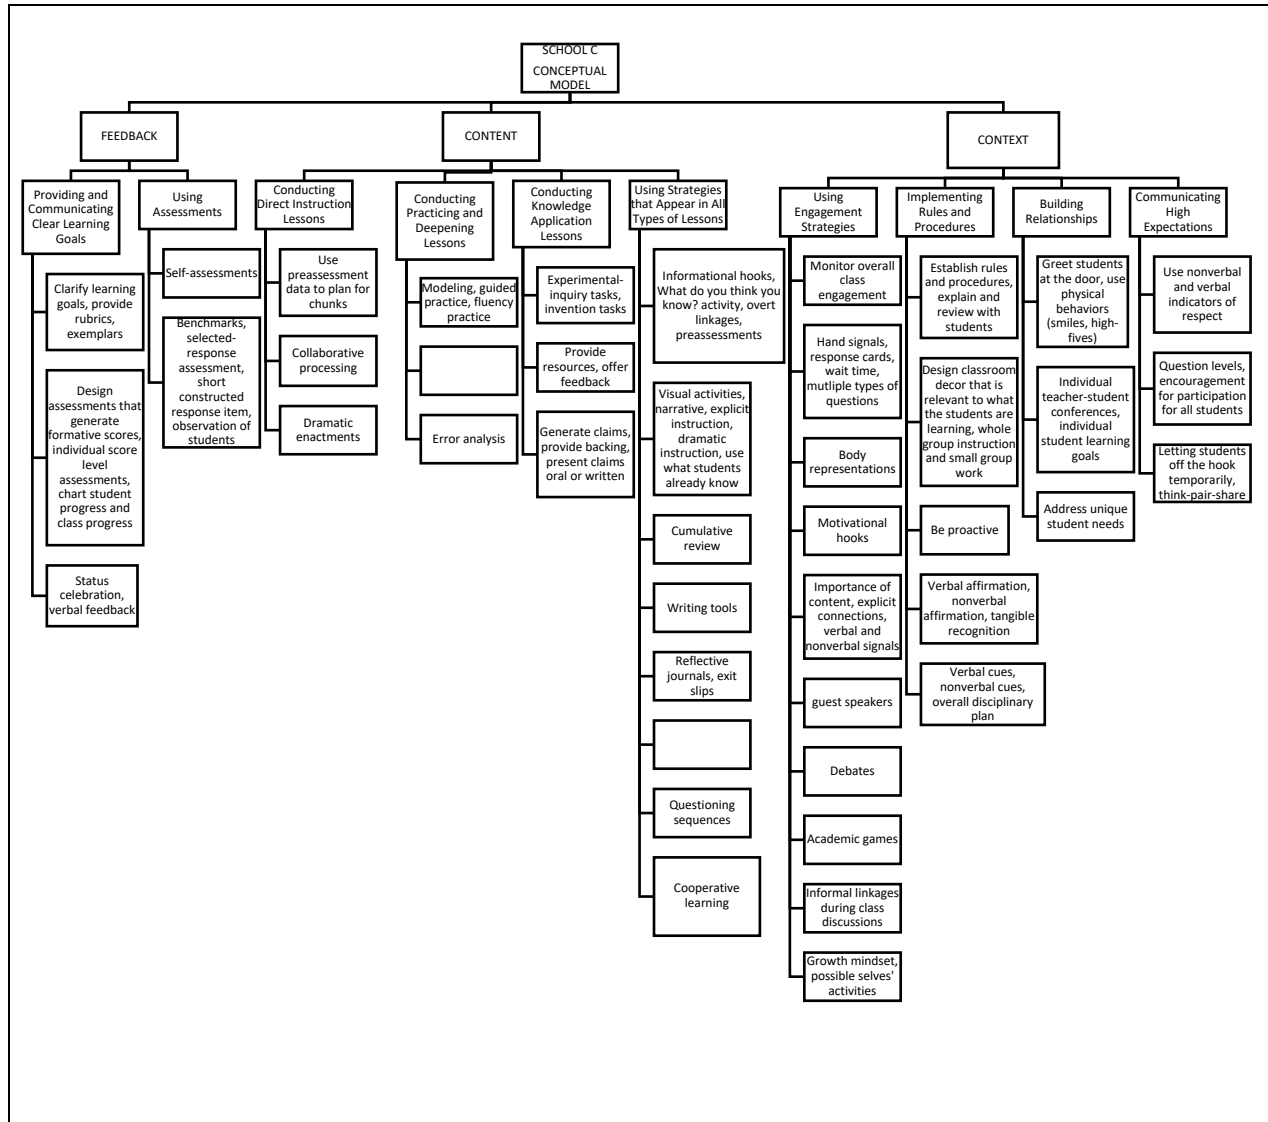 SCHOOL C
CONCEPTUAL
MODEL
FEEDBACK
CONTENT
CONTEXT
Providing and
Communicating
Clear Learning
Goals
Clarify learning
goals, provide
rubrics,
exemplars
Design
assessments that
generate
formative scores,
individual score
level
assessments,
chart student
progress and
class progress
Status
celebration,
verbal feedback
Using
Assessments
Self-assessments
Benchmarks,
selected-
response
assessment,
short
constructed
response item,
observation of
students
Conducting
Direct Instruction
Lessons
Use
preassessment
data to plan for
chunks
Collaborative
processing
Dramatic
enactments
Conducting
Practicing and
Deepening
Lessons
Modeling, guided
practice, fluency
practice
Error analysis
Conducting
Knowledge
Application
Lessons
Experimental-
inquiry tasks,
invention tasks
Provide
resources, offer
feedback
Generate claims,
provide backing,
present claims
oral or written
Using Strategies
that Appear in All
Types of Lessons
Informational hooks,
What do you think you
know? activity, overt
linkages,
preassessments
Visual activities,
narrative, explicit
instruction,
dramatic
instruction, use
what students
already know
Cumulative
review
Writing tools
Reflective
journals, exit
slips
Questioning
sequences
Cooperative
learning
Using
Engagement
Strategies
Monitor overall
class
engagement
Hand signals,
response cards,
wait time,
mutliple types of
questions
Body
representations
Motivational
hooks
Importance of
content, explicit
connections,
verbal and
nonverbal signals
guest speakers
Debates
Academic games
Informal linkages
during class
discussions
Growth mindset,
possible selves'
activities
Implementing
Rules and
Procedures
Establish rules
and procedures,
explain and
review with
students
Design classroom
decor that is
relevant to what
the students are
learning, whole
group instruction
and small group
work
Be proactive
Verbal affirmation,
nonverbal
affirmation, tangible
recognition
Verbal cues,
nonverbal cues,
overall disciplinary
plan
Building
Relationships
Greet students
at the door, use
physical
behaviors
(smiles, high-
fives)
Individual
teacher-student
conferences,
individual
student learning
goals
Address unique
student needs
Communicating
High
Expectations
Use nonverbal
and verbal
indicators of
respect
Question levels,
encouragement
for participation
for all students
Letting students
off the hook
temporarily,
think-pair-share